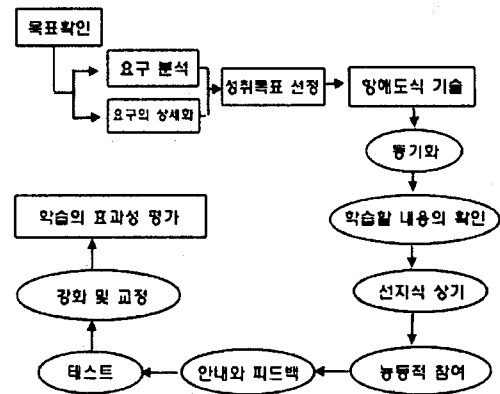 목표확인
요구 분석
요구의 상세화
성취목표 선정
항해도식 기술
동기화
학습할 내용의 확인
선지식 상기
능동적 참여
안내와 피드백
테스트
강화 및 교정
학습의 효과성 평가